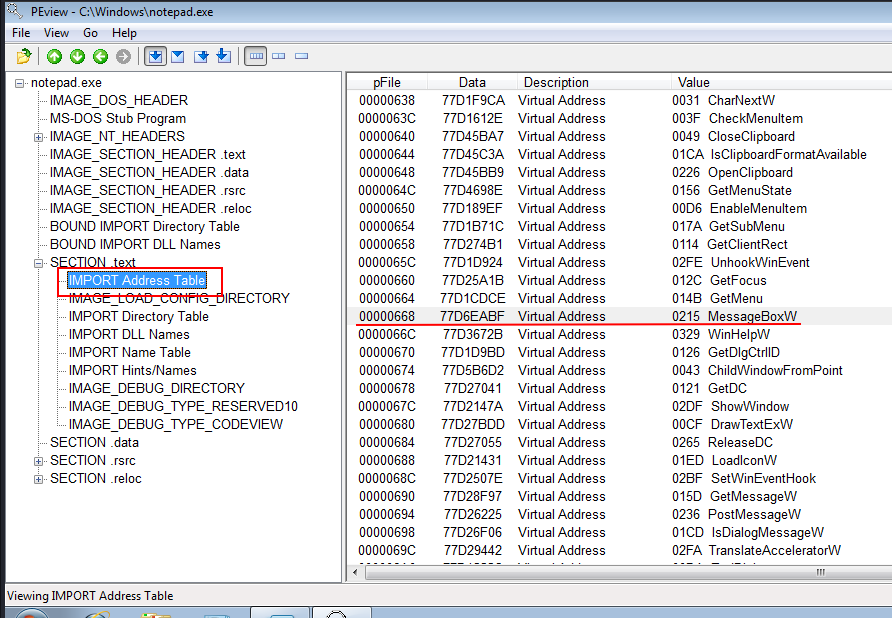 PEview - C:\Windows\notepad.exe
File View Go Help
notepad.exe
IMAGE_DOS_HEADER
MS-DOS Stub Program
IMAGE_NT_HEADERS
IMAGE_SECTION_HEADER .text
IMAGE_SECTION_HEADER .data
IMAGE_SECTION_HEADER .rsrc
IMAGE_SECTION_HEADER .reloc
BOUND IMPORT Directory Table
BOUND IMPORT DLL Names
SECTION .text
IMPORT Address Table
IMAGE_LOAD_CONFIG_DIRECTORY
IMPORT Directory Table
IMPORT DLL Names
IMPORT Name Table
IMPORT Hints/Names
IMAGE_DEBUG_DIRECTORY
IMAGE_DEBUG_TYPE_RESERVED10
IMAGE_DEBUG_TYPE_CODEVIEW
SECTION .data
SECTION .rsrc
SECTION .reloc
pFile Data Description Value
00000638 77D1F9CA Virtual Address 0031 CharNextW
0000063C 77D1612E Virtual Address 003F CheckMenuItem
00000640 77D45BA7 Virtual Address 0049 CloseClipboard
00000644 77D45C3A Virtual Address 01CA IsClipboardFormatAvailable
00000648 77D45BB9 Virtual Address 0226 OpenClipboard
0000064C 77D4698E Virtual Address 0156 GetMenuState
00000650 77D189EF Virtual Address 00D6 EnableMenuItem
00000654 77D1B71C Virtual Address 017A GetSubMenu
00000658 77D274B1 Virtual Address 0114 GetClientRect
0000065C 77D1D924 Virtual Address 02FE UnhookWinEvent
00000660 77D25A1B Virtual Address 012C GetFocus
00000664 77D1CDCE Virtual Address 014B GetMenu
00000668 77D6EABF Virtual Address 0215 MessageBoxW
0000066C 77D3672B Virtual Address 0329 WinHelpW
00000670 77D1D9BD Virtual Address 0126 GetDlgCtrlID
00000674 77D5B6D2 Virtual Address 0043 ChildWindowFromPoint
00000678 77D27041 Virtual Address 0121 GetDC
0000067C 77D2147A Virtual Address 02DF ShowWindow
00000680 77D27BDD Virtual Address 00CF DrawTextExW
00000684 77D27055 Virtual Address 0265 ReleaseDC
00000688 77D21431 Virtual Address 01ED LoadIconW
0000068C 77D2507E Virtual Address 02BF SetWinEventHook
00000690 77D28F97 Virtual Address 015D GetMessageW
00000694 77D26225 Virtual Address 0236 PostMessageW
00000698 77D26F06 Virtual Address 01CD IsDialogMessageW
0000069C 77D29442 Virtual Address 02FA TranslateAcceleratorW
Viewing IMPORT Address Table